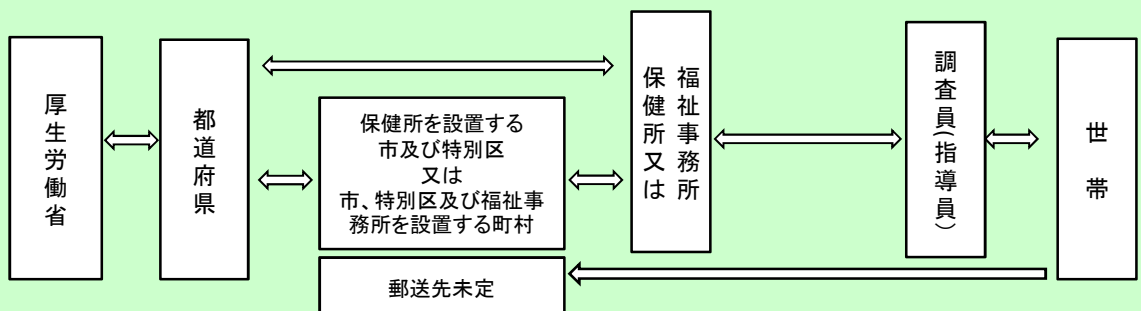 厚生労働省
都道府県
保健所を設置する
市及び特別区
又は
市、特別区及び福祉事
務所を設置する町村
郵送先未定
保健所又は
福祉事務所
調査員(指導員)
世帯